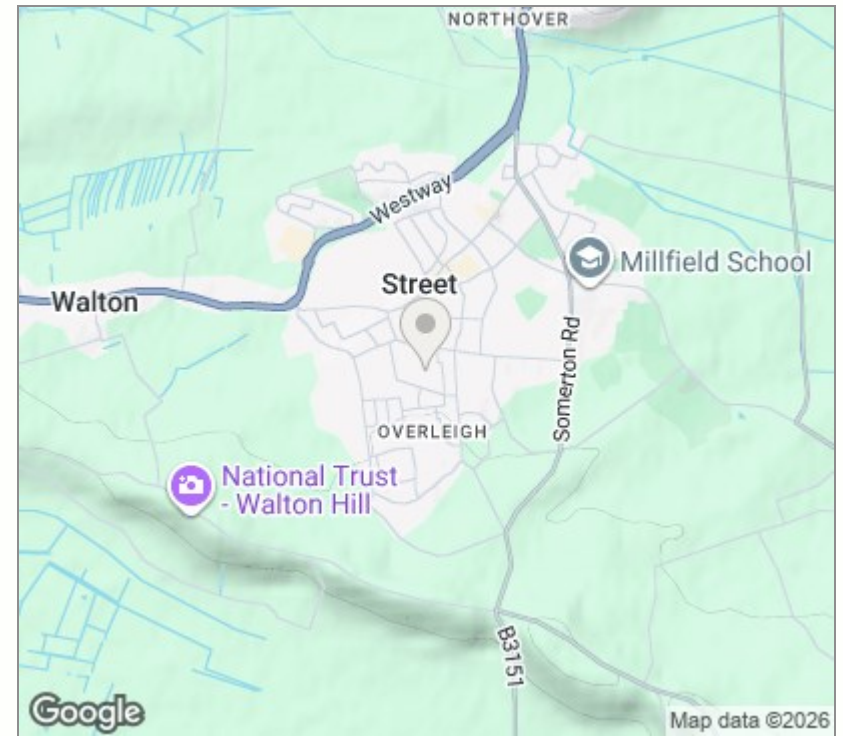 NORTHOVER
Westway
Millfield School
Street
Walton
Somerton Rd
OVERLEIGH
National Trust
- Walton Hill
B3151
Google
Map data ©2026